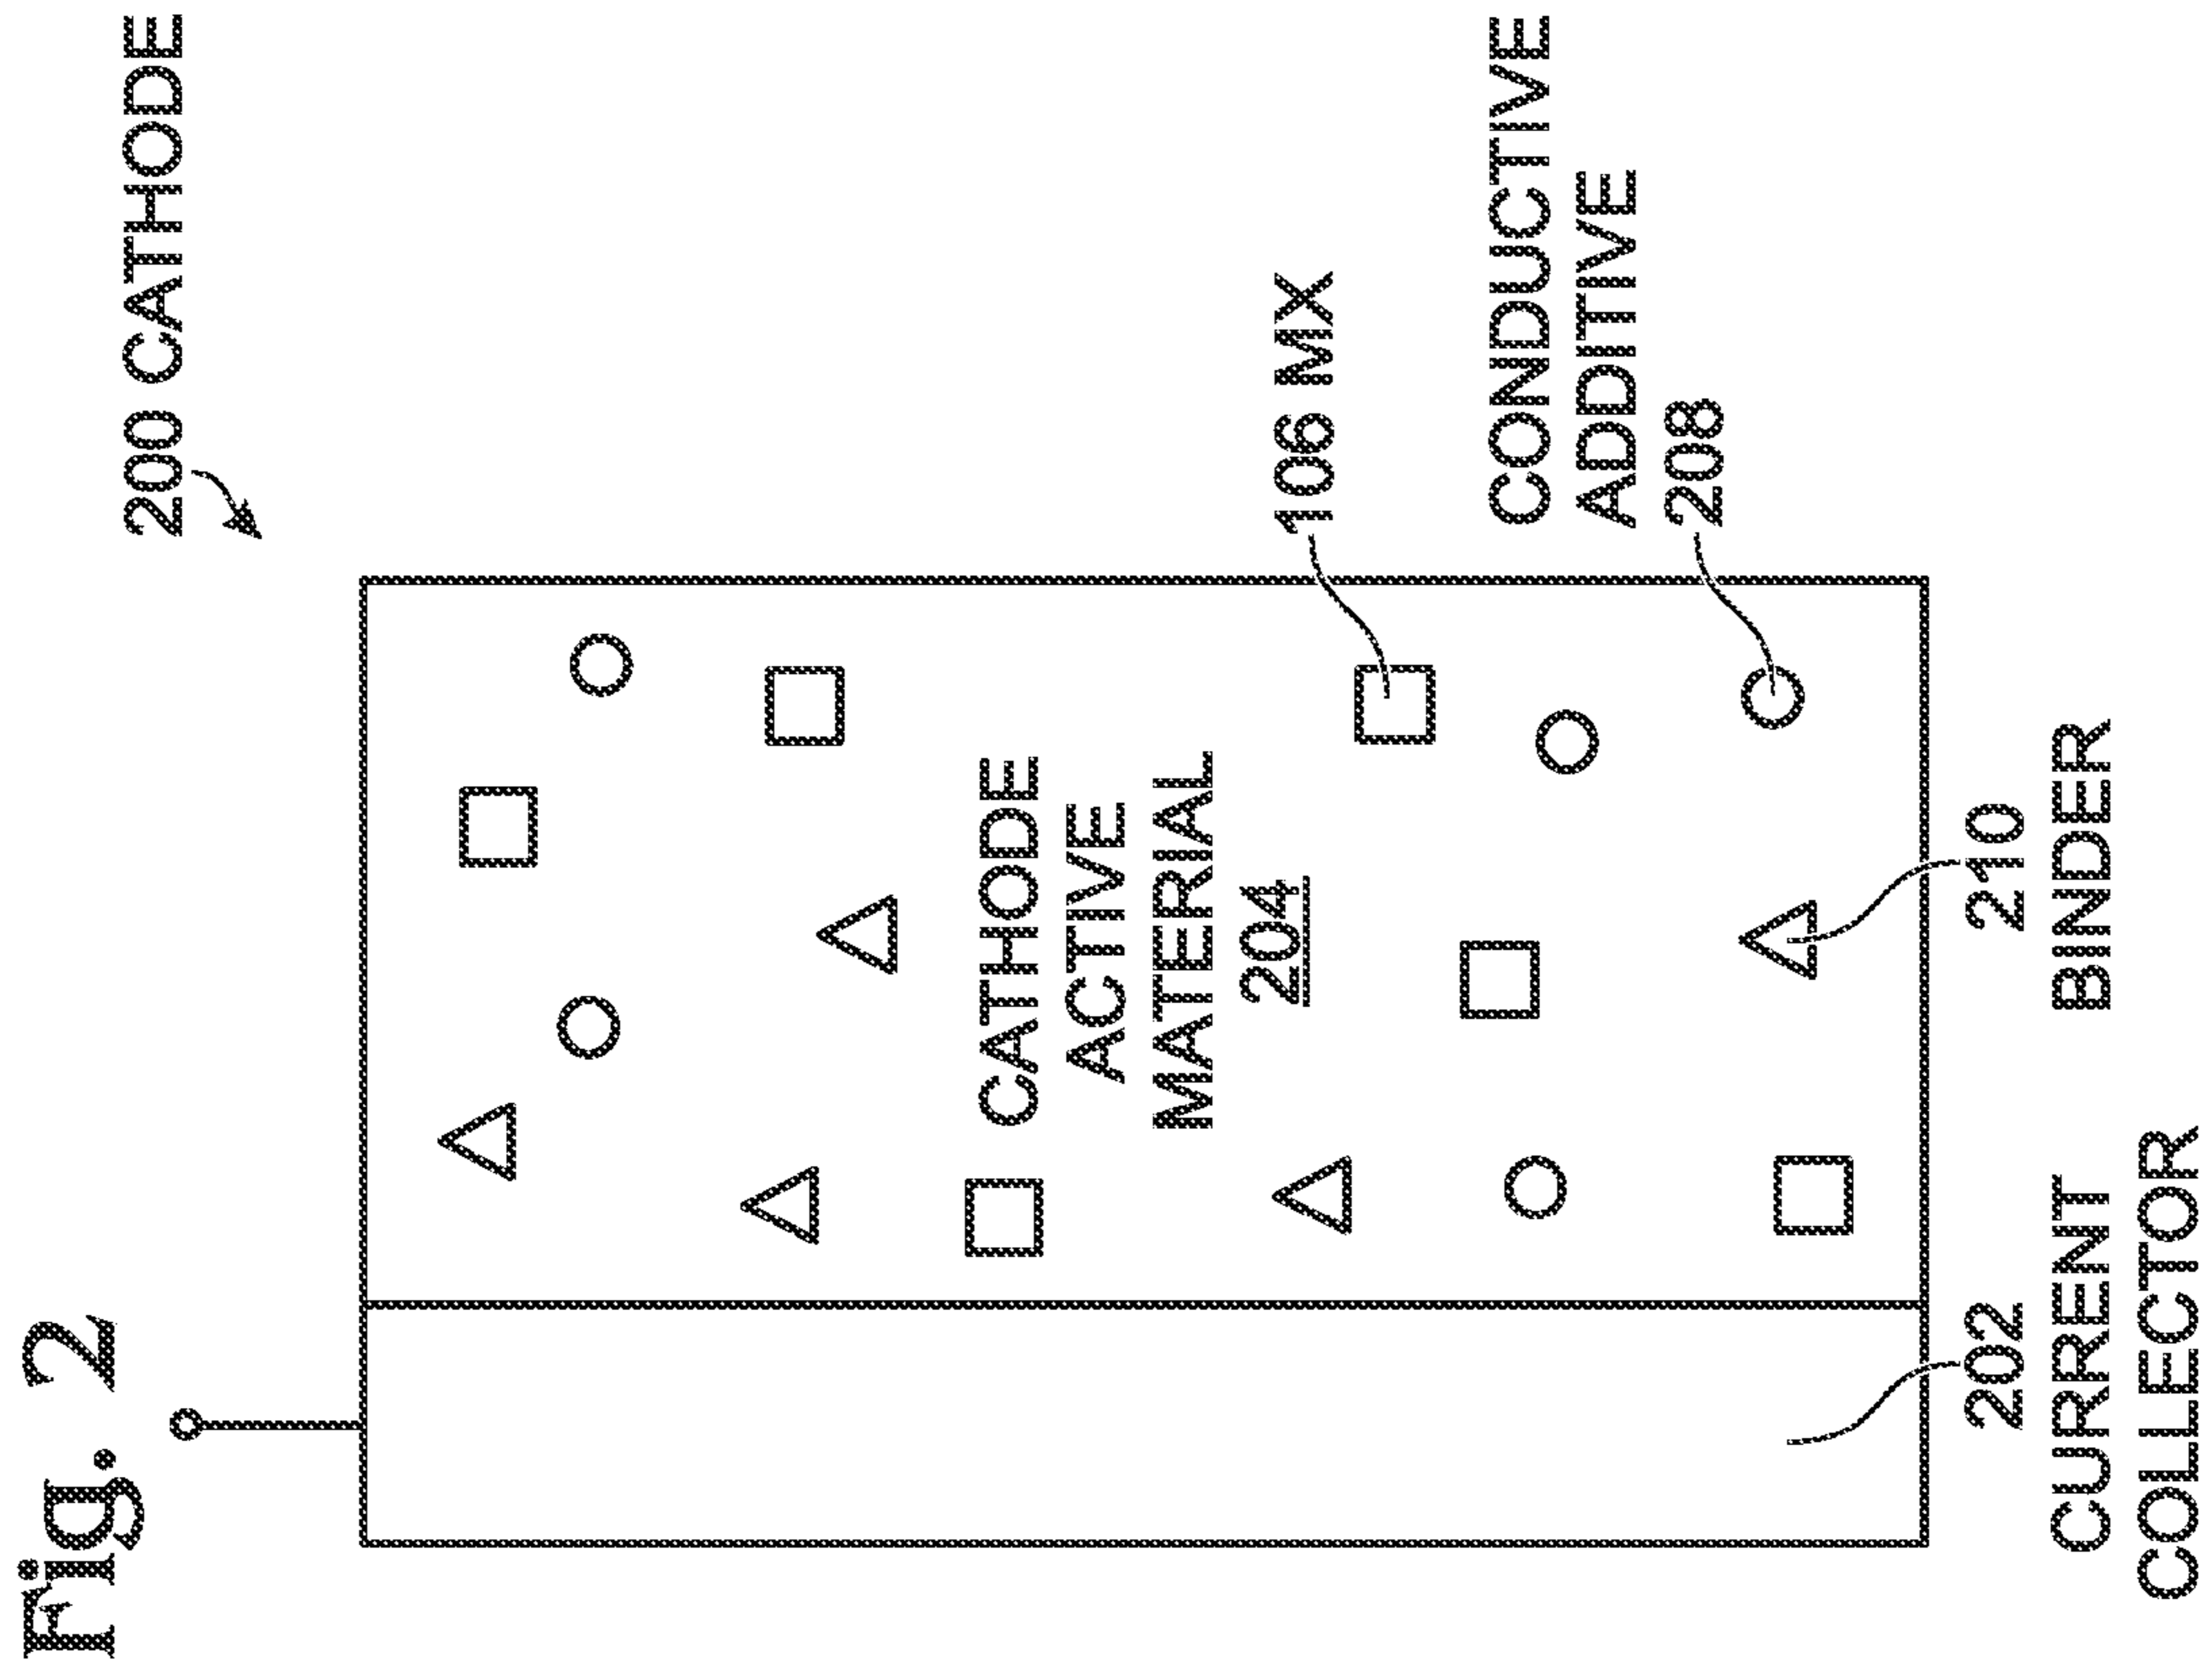 Fig. 2
200 CATHODE
CATHODE
ACTIVE
MATERIAL
204
106 MX
CONDUCTIVE
ADDITIVE
208
202
CURRENT
COLLECTOR
210
BINDER